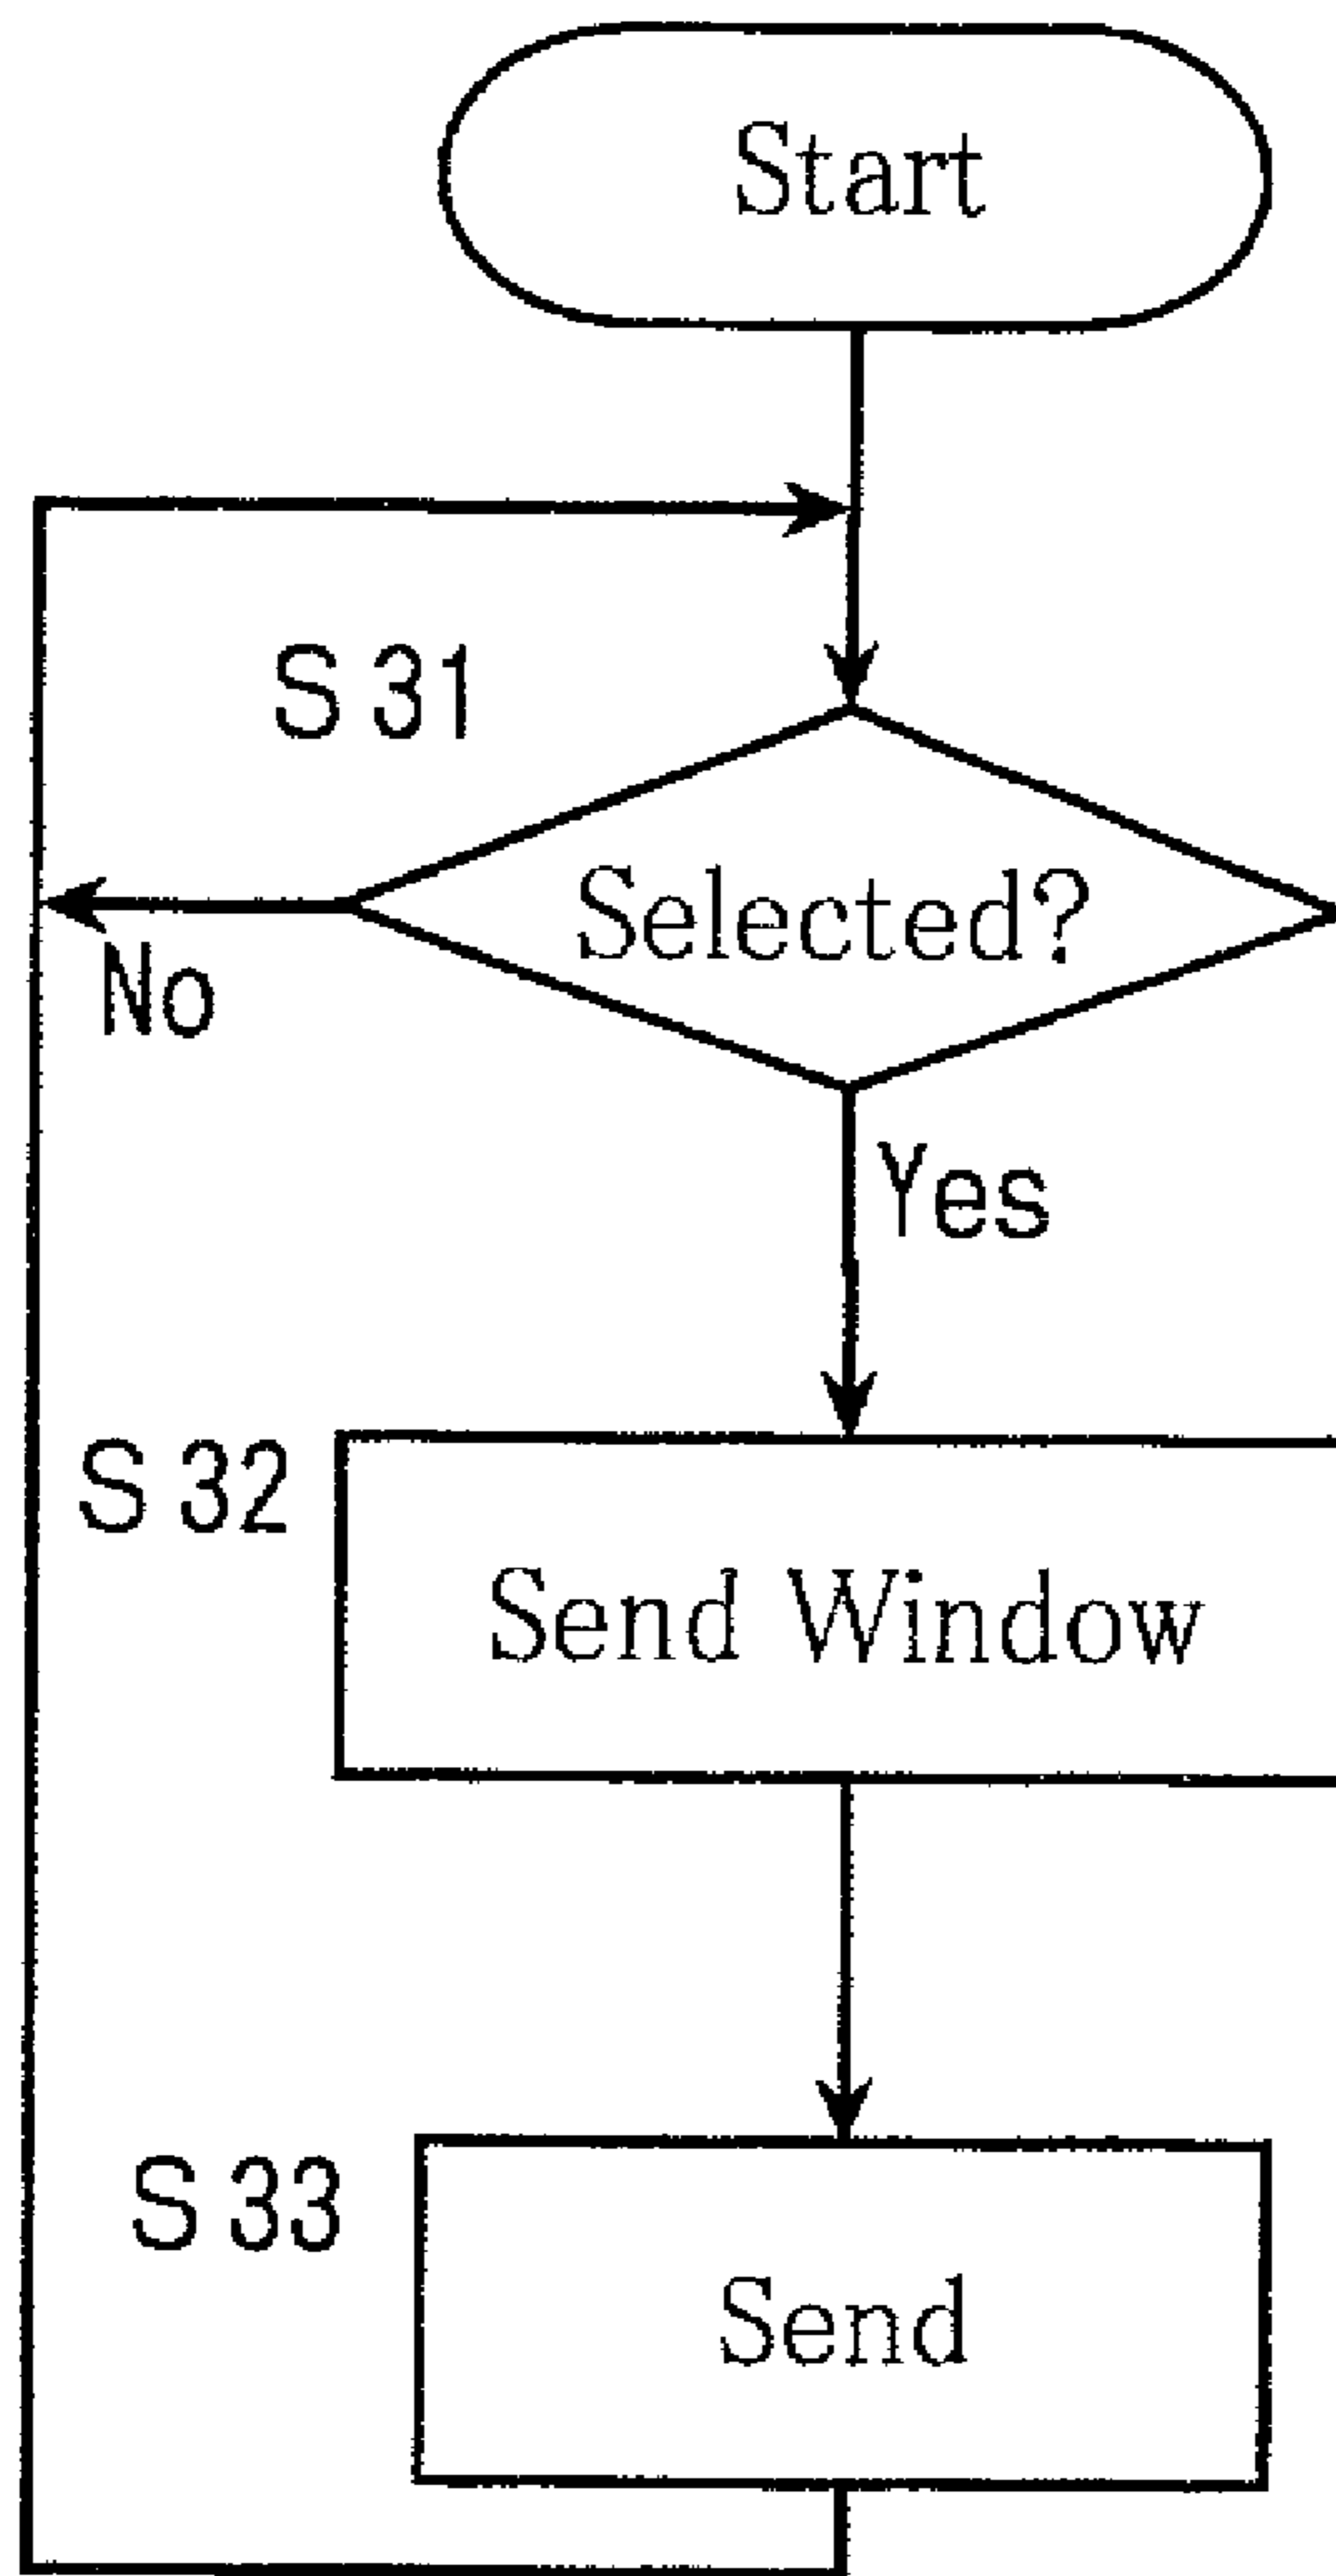 Start
S 31
Selected?
No
Yes
S 32
Send Window
S 33
Send